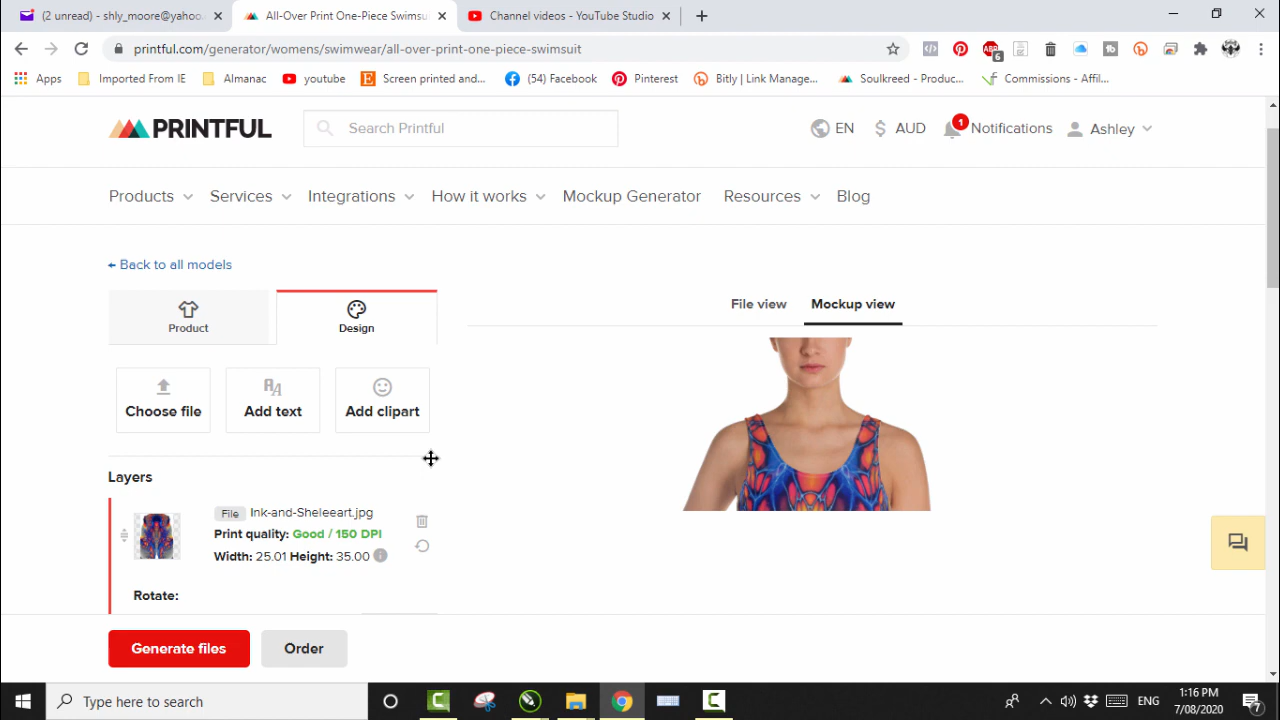 (2 unread) - shly_moore@yahoo.
All-Over Print One-Piece Swimsu
Channel videos - YouTube Studio
printful.com/generator/womens/swimwear/all-over-print-one-piece-swimsuit
6
Apps
Imported From IE
Almanac
youtube
Screen printed and...
(54) Facebook
Pinterest
Bitly | Link Manage...
Soulkreed - Produc...
Commissions - Affil...
PRINTFUL
Search Printful
EN
$ AUD
1
Notifications
Ashley
Products
Services
Integrations
How it works
Mockup Generator
Resources
Blog
Back to all models
Product
Design
File view
Mockup view
Choose file
Add text
Add clipart
Layers
File Ink-and-Sheleeart.jpg
Print quality: Good / 150 DPI
Width: 25.01 Height: 35.00
Rotate:
Generate files
Order
Type here to search
ENG
1:16 PM
7/08/2020
7